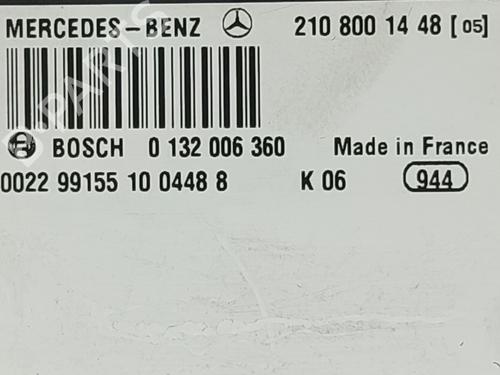 MERCEDES-BENZ 210 800 14 48 [05]
BOSCH 0 132 006 360 Made in France
0022 99155 10 0448 8 K 06 944
B-PARTS